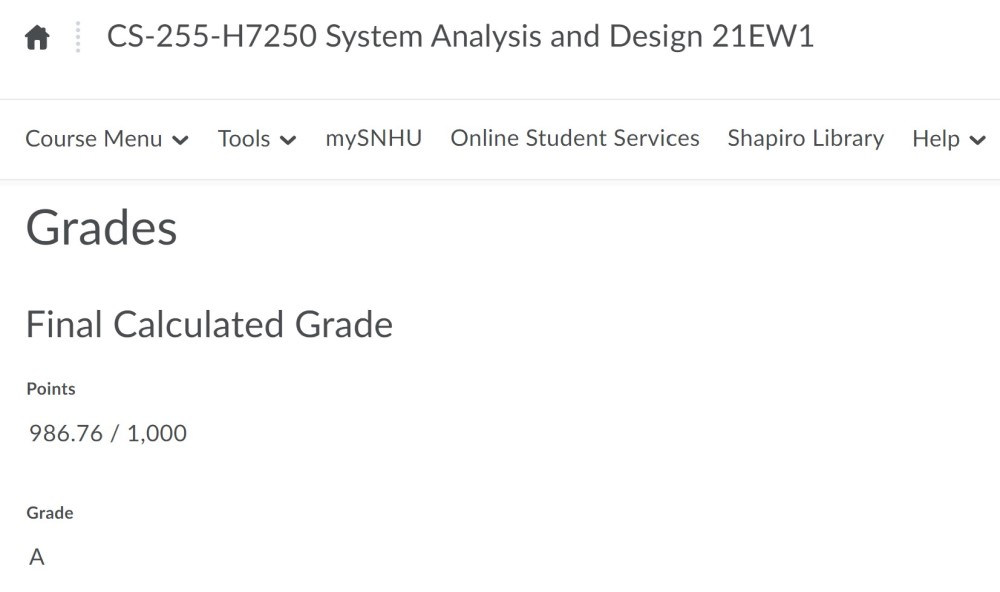 CS-255-H7250 System Analysis and Design 21EW1
Course Menu Tools mySNHU Online Student Services Shapiro Library Help
Grades
Final Calculated Grade
Points
986.76 / 1,000
Grade
A